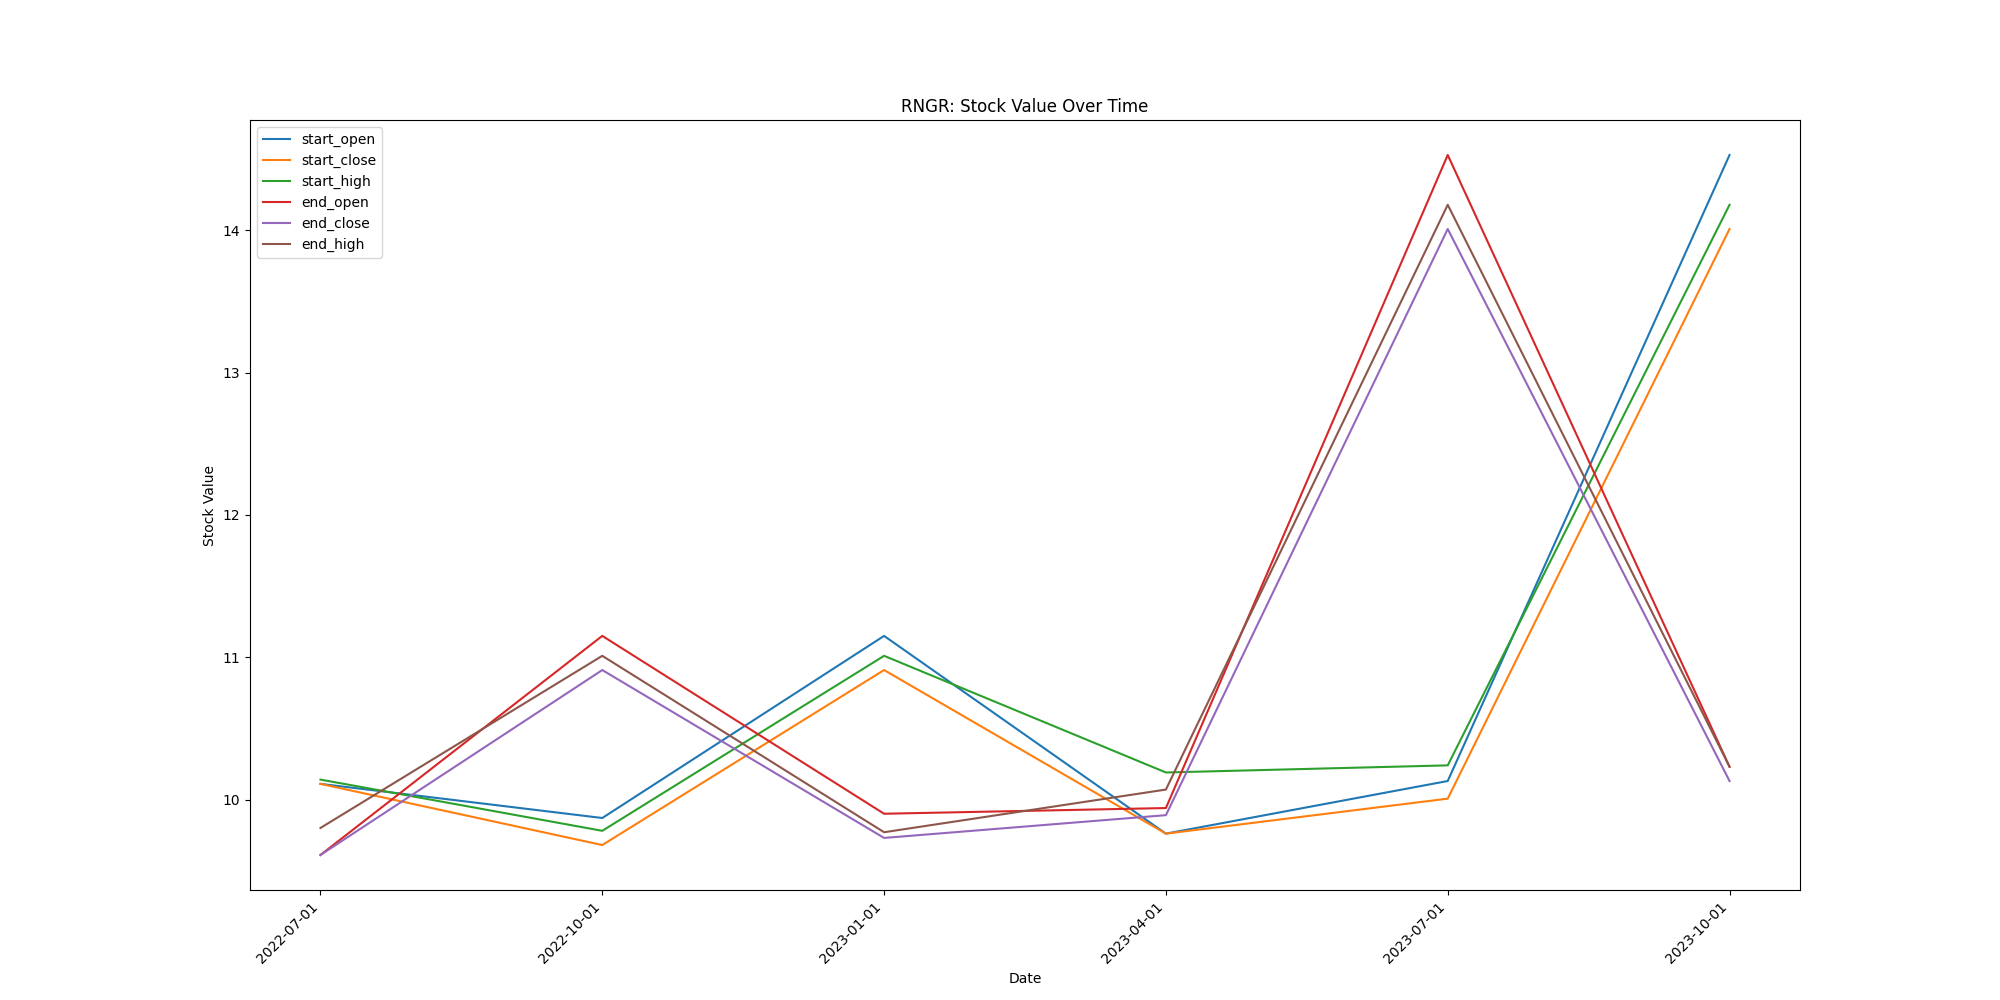 RNGR: Stock Value Over Time
start_open
start_close
start_high
end_open
end_close
end_high
Stock Value
14
13
12
11
10
2022-07-01
2022-10-01
2023-01-01
2023-04-01
2023-07-01
2023-10-01
Date